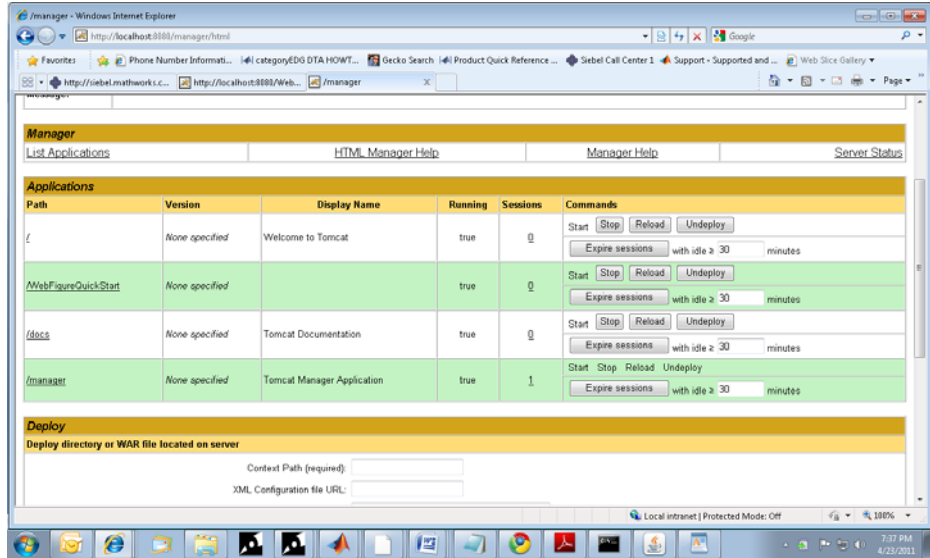 /manager - Windows Internet Explorer
http://localhost:8080/manager/html
Google
Favorites Phone Number Informati... categoryEDG DTA HOWT... Gecko Search Product Quick Reference ... Siebel Call Center 1 Support - Supported and ... Web Slice Gallery
http://siebel.mathworks.c... http://localhost:8080/Web... /manager X Page
Message:
Manager
List Applications HTML Manager Help Manager Help Server Status
Applications
Path Version Display Name Running Sessions Commands
/ None specified Welcome to Tomcat true 0 Start Stop Reload Undeploy
Expire sessions with idle ≥ 30 minutes
/WebFigureQuickStart None specified true 0 Start Stop Reload Undeploy
Expire sessions with idle ≥ 30 minutes
/docs None specified Tomcat Documentation true 0 Start Stop Reload Undeploy
Expire sessions with idle ≥ 30 minutes
/manager None specified Tomcat Manager Application true 1 Start Stop Reload Undeploy
Expire sessions with idle ≥ 30 minutes
Deploy
Deploy directory or WAR file located on server
Context Path (required):
XML Configuration file URL:
Local intranet | Protected Mode: Off 100%
7:37 PM
4/23/2011